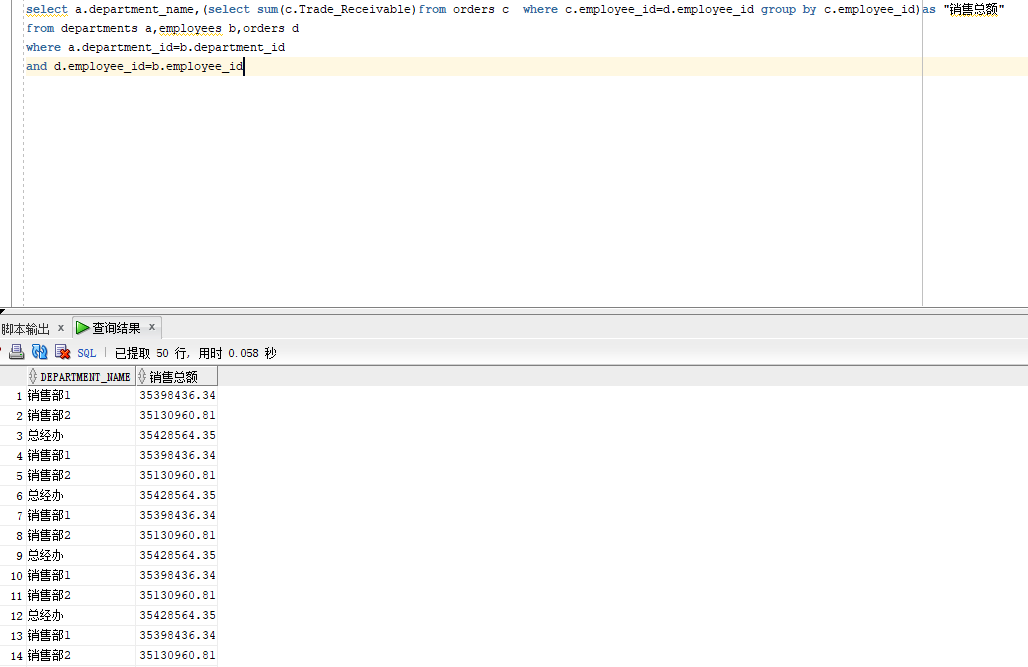 select a.department_name,(select sum(c.Trade_Receivable)from orders c  where c.employee_id=d.employee_id group by c.employee_id)as "销售总额"
from departments a,employees b,orders d
where a.department_id=b.department_id
and d.employee_id=b.employee_id
脚本输出 x 查询结果 x
SQL | 已提取 50 行, 用时 0.058 秒
DEPARTMENT_NAME 销售总额
1 销售部1 35398436.34
2 销售部2 35130960.81
3 总经办 35428564.35
4 销售部1 35398436.34
5 销售部2 35130960.81
6 总经办 35428564.35
7 销售部1 35398436.34
8 销售部2 35130960.81
9 总经办 35428564.35
10 销售部1 35398436.34
11 销售部2 35130960.81
12 总经办 35428564.35
13 销售部1 35398436.34
14 销售部2 35130960.81